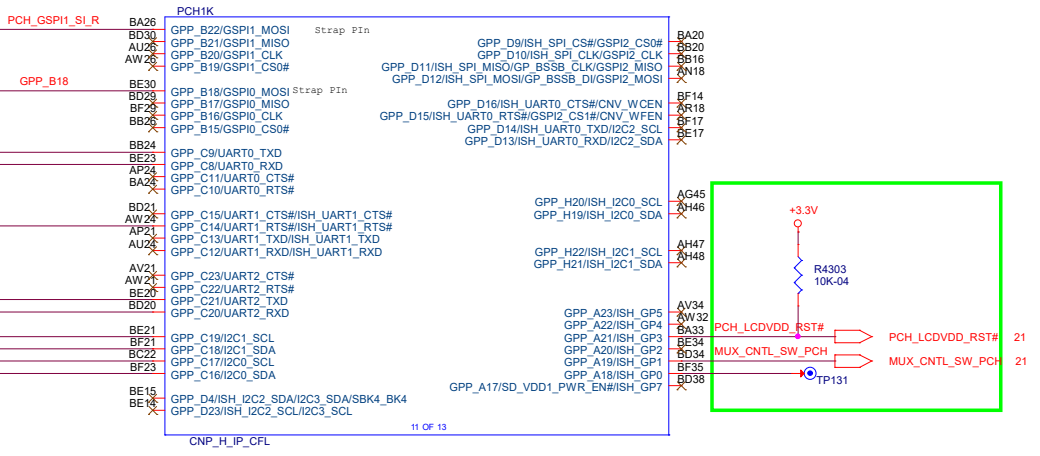 PCH1K
PCH_GSPI1_SI_R BA26 GPP_B22/GSPI1_MOSI Strap PIn
BD30 GPP_B21/GSPI1_MISO
AU26 GPP_B20/GSPI1_CLK
AW26 GPP_B19/GSPI1_CS0#
GPP_B18 BE30 GPP_B18/GSPI0_MOSI Strap PIn
BD29 GPP_B17/GSPI0_MISO
BF29 GPP_B16/GSPI0_CLK
BB26 GPP_B15/GSPI0_CS0#
BB24 GPP_C9/UART0_TXD
BE23 GPP_C8/UART0_RXD
AP24 GPP_C11/UART0_CTS#
BA24 GPP_C10/UART0_RTS#
BD21 GPP_C15/UART1_CTS#/ISH_UART1_CTS#
AW24 GPP_C14/UART1_RTS#/ISH_UART1_RTS#
AP21 GPP_C13/UART1_TXD/ISH_UART1_TXD
AU24 GPP_C12/UART1_RXD/ISH_UART1_RXD
AV21 GPP_C23/UART2_CTS#
AW21 GPP_C22/UART2_RTS#
BE20 GPP_C21/UART2_TXD
BD20 GPP_C20/UART2_RXD
BE21 GPP_C19/I2C1_SCL
BF21 GPP_C18/I2C1_SDA
BC22 GPP_C17/I2C0_SCL
BF23 GPP_C16/I2C0_SDA
BE15 GPP_D4/ISH_I2C2_SDA/I2C3_SDA/SBK4_BK4
BE14 GPP_D23/ISH_I2C2_SCL/I2C3_SCL
GPP_D9/ISH_SPI_CS#/GSPI2_CS0# BA20
GPP_D10/ISH_SPI_CLK/GSPI2_CLK BB20
GPP_D11/ISH_SPI_MISO/GP_BSSB_CLK/GSPI2_MISO BB16
GPP_D12/ISH_SPI_MOSI/GP_BSSB_DI/GSPI2_MOSI AN18
GPP_D16/ISH_UART0_CTS#/CNV_WCEN BF14
GPP_D15/ISH_UART0_RTS#/GSPI2_CS1#/CNV_WFEN AR18
GPP_D14/ISH_UART0_TXD/I2C2_SCL BF17
GPP_D13/ISH_UART0_RXD/I2C2_SDA BE17
GPP_H20/ISH_I2C0_SCL AG45
GPP_H19/ISH_I2C0_SDA AH46
GPP_H22/ISH_I2C1_SCL AH47
GPP_H21/ISH_I2C1_SDA AH48
GPP_A23/ISH_GP5 AV34
GPP_A22/ISH_GP4 AW32
GPP_A21/ISH_GP3 BA33 PCH_LCDVDD_RST# PCH_LCDVDD_RST# 21
GPP_A20/ISH_GP2 BE34
GPP_A19/ISH_GP1 BD34 MUX_CNTL_SW_PCH MUX_CNTL_SW_PCH 21
GPP_A18/ISH_GP0 BF35 TP131
GPP_A17/SD_VDD1_PWR_EN#/ISH_GP7 BD38
+3.3V
R4303
10K-04
11 OF 13
CNP_H_IP_CFL